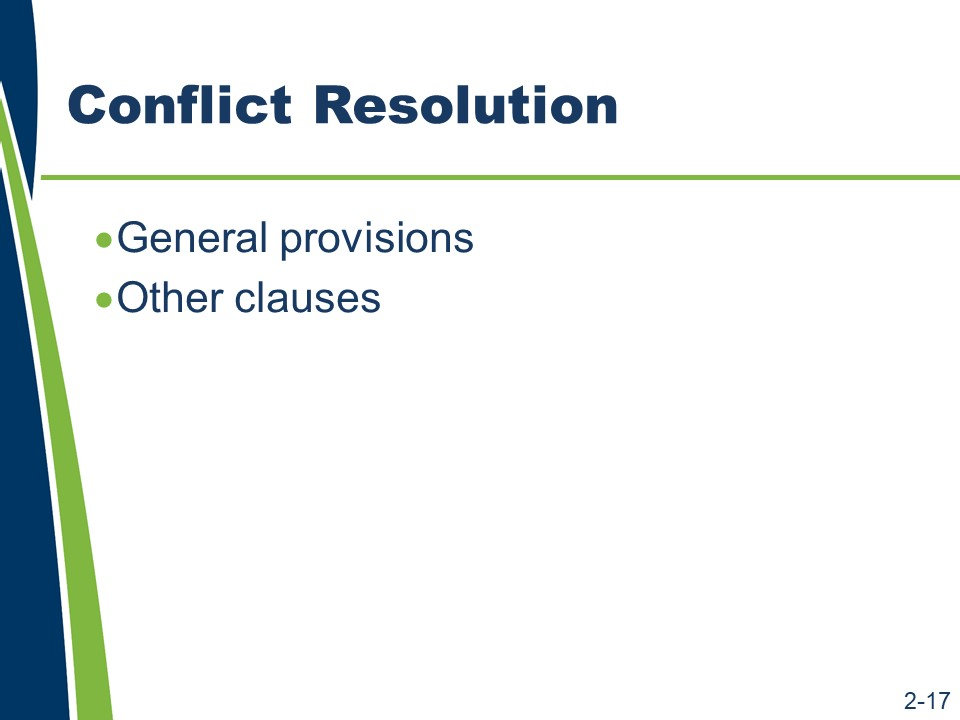 Conflict Resolution
•General provisions
•Other clauses
2-17